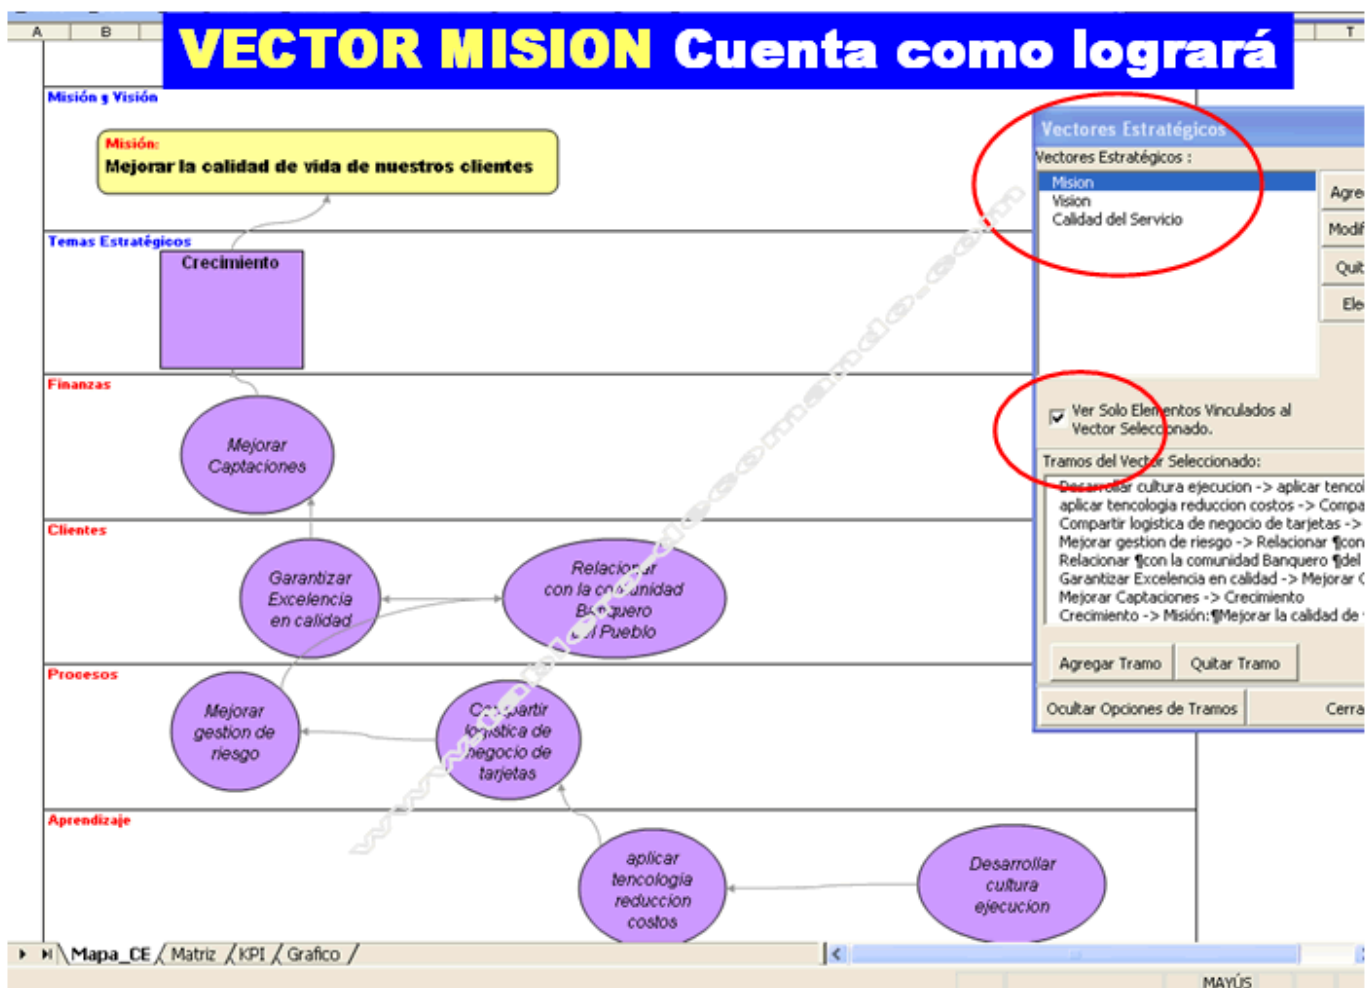 A
B
T
VECTOR MISION Cuenta como logrará
Misión y Visión
Misión:
Mejorar la calidad de vida de nuestros clientes
Temas Estratégicos
Crecimiento
Finanzas
Mejorar
Captaciones
Clientes
Garantizar
Excelencia
en calidad
Relacionar
con la comunidad
Banquero
del Pueblo
Procesos
Mejorar
gestion de
riesgo
Compartir
logistica de
negocio de
tarjetas
Aprendizaje
aplicar
tencologia
reduccion
costos
Desarrollar
cultura
ejecucion
Vectores Estratégicos
Vectores Estratégicos :
Mision
Vision
Calidad del Servicio
Agre
Modif
Quit
Ele
Ver Solo Elementos Vinculados al
Vector Seleccionado.
Tramos del Vector Seleccionado:
Desarrollar cultura ejecucion -> aplicar tencol
aplicar tencologia reduccion costos -> Compa
Compartir logistica de negocio de tarjetas ->
Mejorar gestion de riesgo -> Relacionar ¶con
Relacionar ¶con la comunidad Banquero ¶del
Garantizar Excelencia en calidad -> Mejorar C
Mejorar Captaciones -> Crecimiento
Crecimiento -> Misión:¶Mejorar la calidad de
Agregar Tramo
Quitar Tramo
Ocultar Opciones de Tramos
Cerra
Mapa_CE / Matriz / KPI / Grafico /
MAYÚS